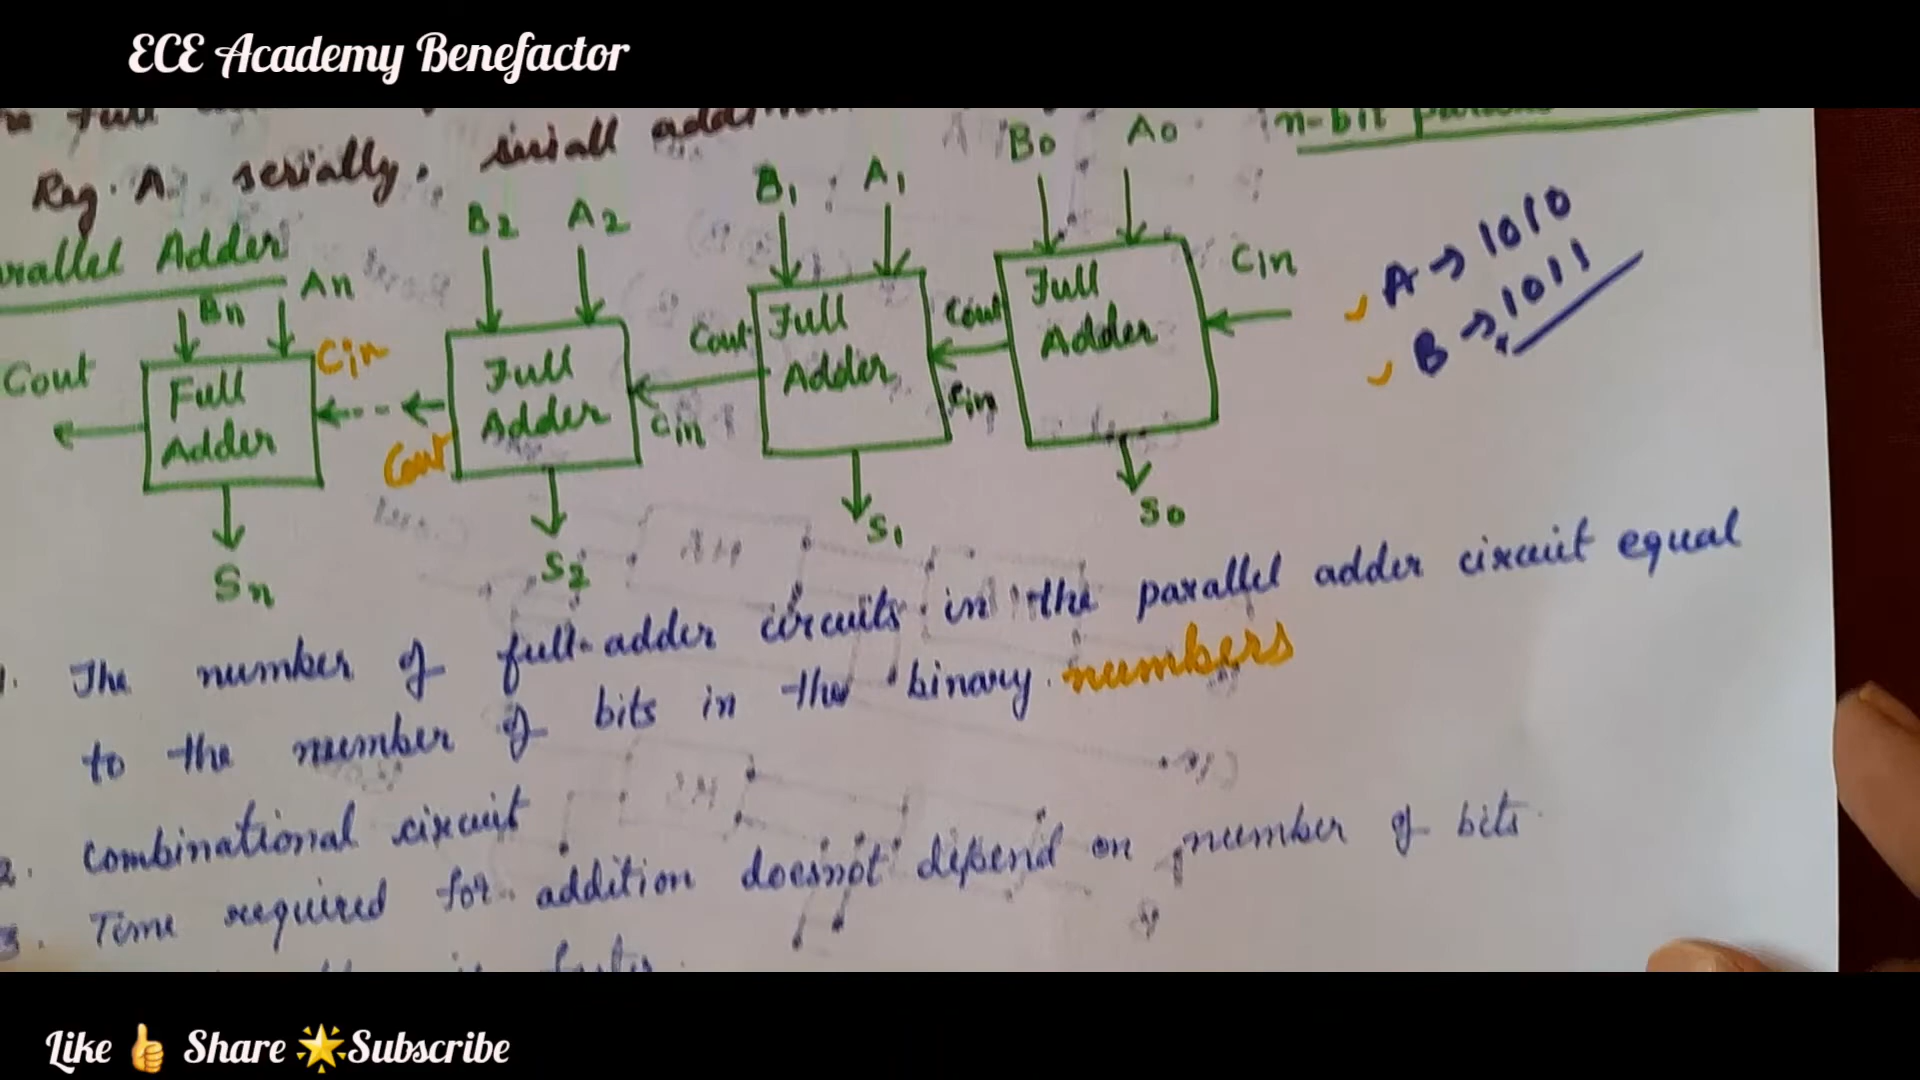 ECE Academy Benefactor
Full
n-bit
Reg. A serially. seriall
B0 A0
B1 A1
B2 A2
Parallel Adder
Bn An
Cin
A → 1010
B → 1011
Cout Full Adder Cin
Cout Full Adder Cin
Cout Full Adder Cin
Cout Full Adder Cin
Sn S2 S1 S0
1. The number of full-adder circuits in the parallel adder circuit equal
to the number of bits in the binary numbers
2. Combinational circuit
3. Time required for addition doesnot depend on number of bits
Like 👍 Share 🌟Subscribe